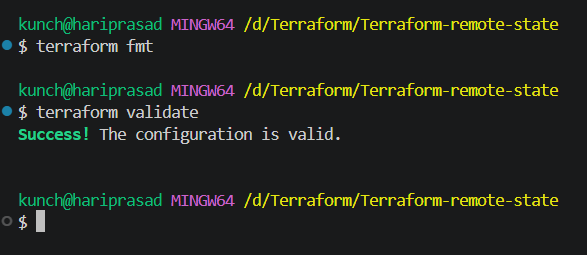 kunch@hariprasad MINGW64 /d/Terraform/Terraform-remote-state
$ terraform fmt
kunch@hariprasad MINGW64 /d/Terraform/Terraform-remote-state
$ terraform validate
Success! The configuration is valid.
kunch@hariprasad MINGW64 /d/Terraform/Terraform-remote-state
$